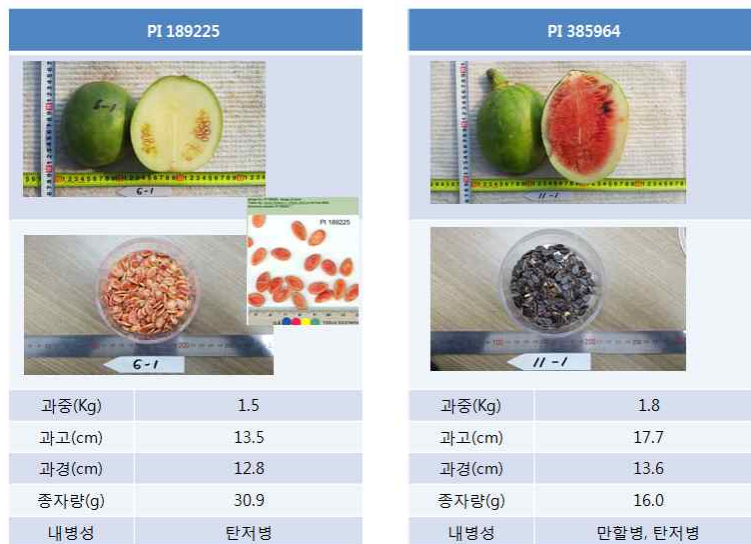 PI 189225
6-1
6-1
PI 189225
6-1
과중(Kg) 1.5
과고(cm) 13.5
과경(cm) 12.8
종자량(g) 30.9
내병성 탄저병
PI 385964
11-1
11-1
과중(Kg) 1.8
과고(cm) 17.7
과경(cm) 13.6
종자량(g) 16.0
내병성 만할병, 탄저병